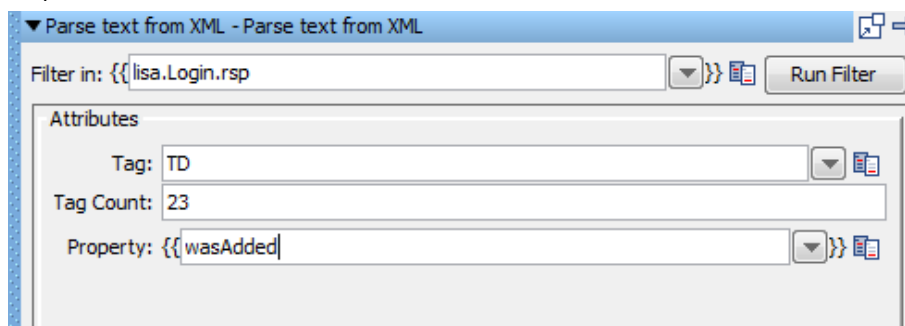 Parse text from XML - Parse text from XML
Filter in: {{ lisa.Login.rsp }} Run Filter
Attributes
Tag: TD
Tag Count: 23
Property: {{ wasAdded }}